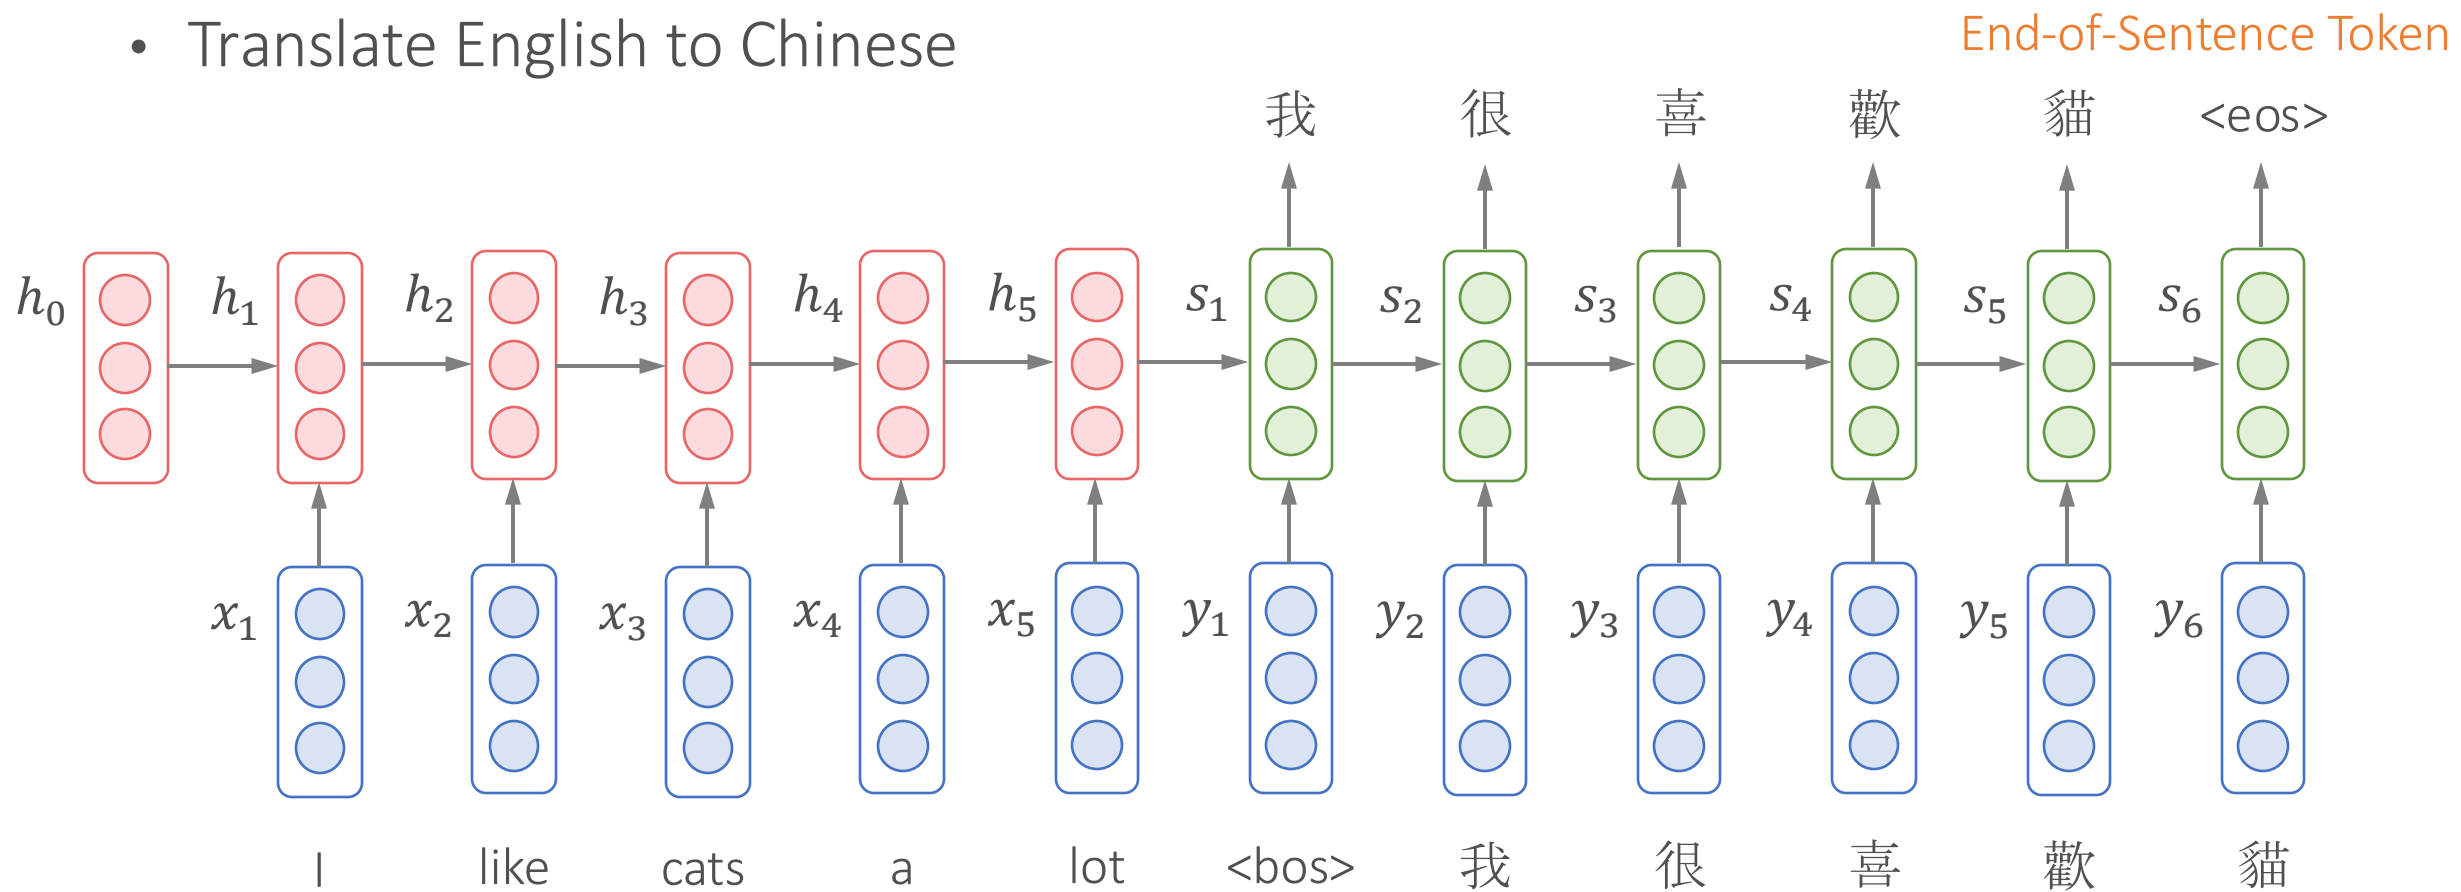 • Translate English to Chinese
End-of-Sentence Token
我 很 喜 歡 貓 <eos>
h₀ h₁ h₂ h₃ h₄ h₅ s₁ s₂ s₃ s₄ s₅ s₆
x₁ x₂ x₃ x₄ x₅ y₁ y₂ y₃ y₄ y₅ y₆
I like cats a lot <bos> 我 很 喜 歡 貓